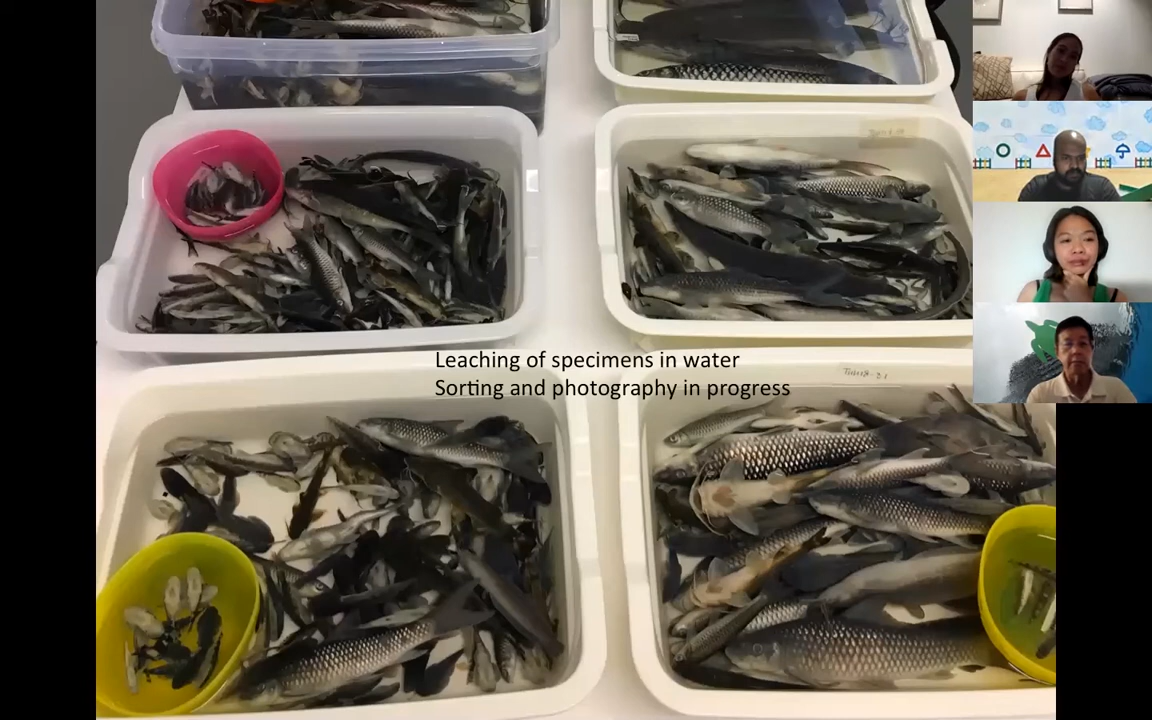 Leaching of specimens in water
Sorting and photography in progress